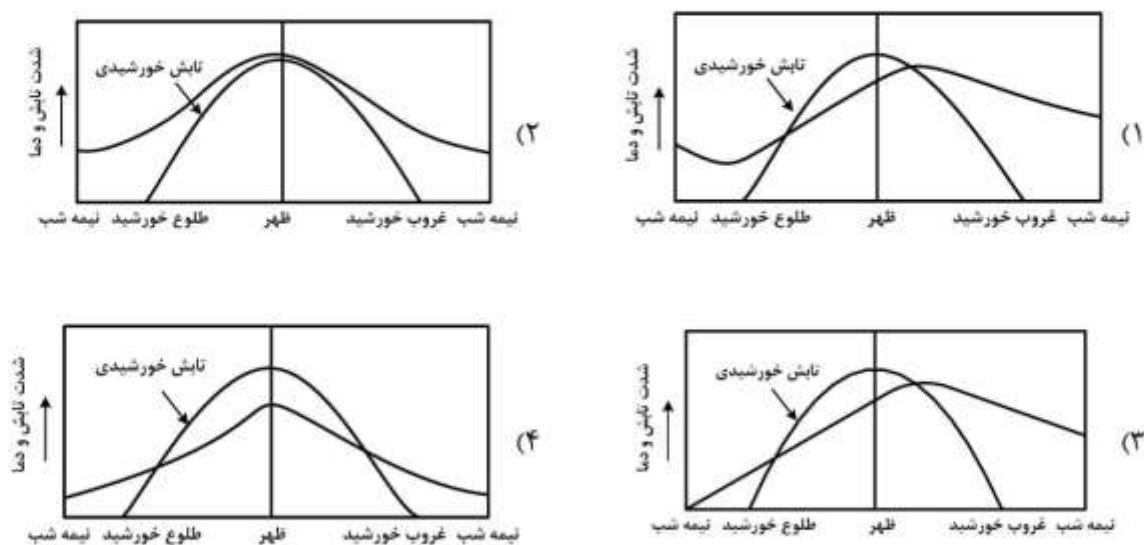 ۱)
شدت تابش و دما
تابش خورشیدی
نیمه شب طلوع خورشید ظهر غروب خورشید نیمه شب
۲)
شدت تابش و دما
تابش خورشیدی
نیمه شب طلوع خورشید ظهر غروب خورشید نیمه شب
۳)
شدت تابش و دما
تابش خورشیدی
نیمه شب طلوع خورشید ظهر غروب خورشید نیمه شب
۴)
شدت تابش و دما
تابش خورشیدی
نیمه شب طلوع خورشید ظهر غروب خورشید نیمه شب